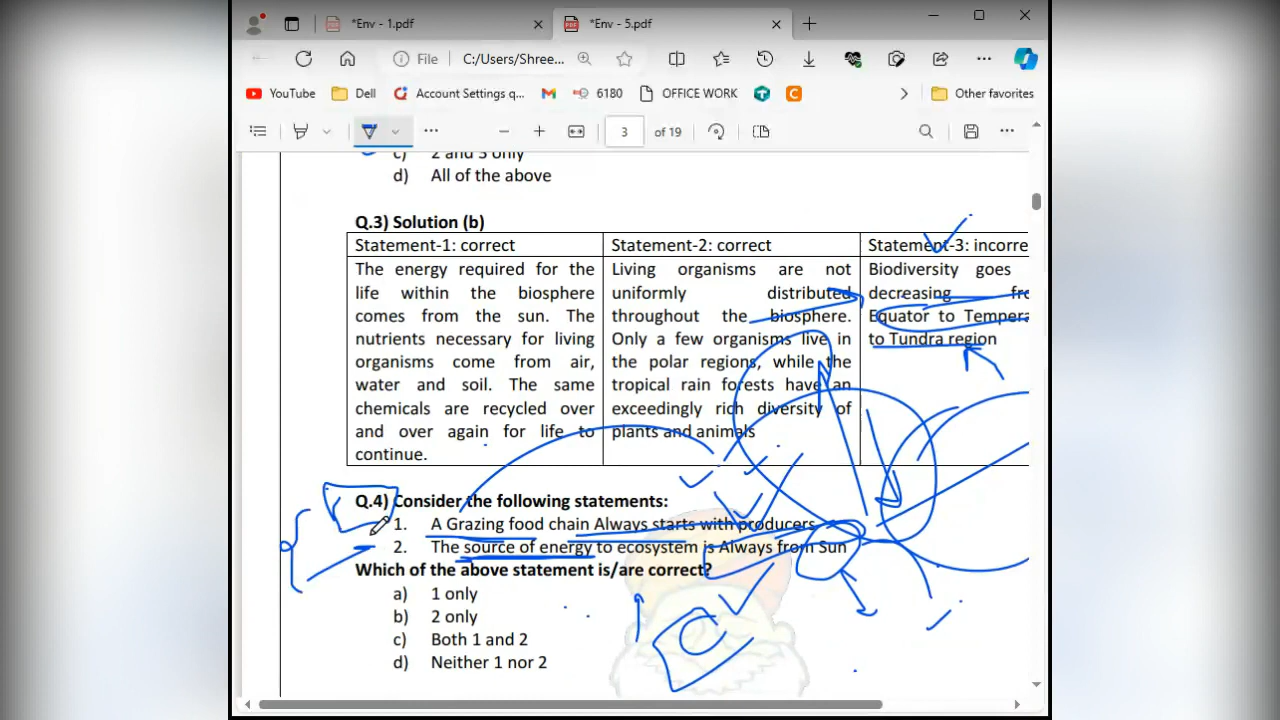 *Env - 1.pdf
*Env - 5.pdf
File
C:/Users/Shree...
YouTube
Dell
Account Settings q...
6180
OFFICE WORK
Other favorites
3
of 19
c) 2 and 3 only
d) All of the above
Q.3) Solution (b)
Statement-1: correct
The energy required for the
life within the biosphere
comes from the sun. The
nutrients necessary for living
organisms come from air,
water and soil. The same
chemicals are recycled over
and over again for life to
continue.
Statement-2: correct
Living organisms are not
uniformly distributed
throughout the biosphere.
Only a few organisms live in
the polar regions, while the
tropical rain forests have an
exceedingly rich diversity of
plants and animals
Statement-3: incorre
Biodiversity goes
decreasing fro
Equator to Tempera
to Tundra region
Q.4) Consider the following statements:
1. A Grazing food chain Always starts with producers
2. The source of energy to ecosystem is Always from Sun
Which of the above statement is/are correct?
a) 1 only
b) 2 only
c) Both 1 and 2
d) Neither 1 nor 2